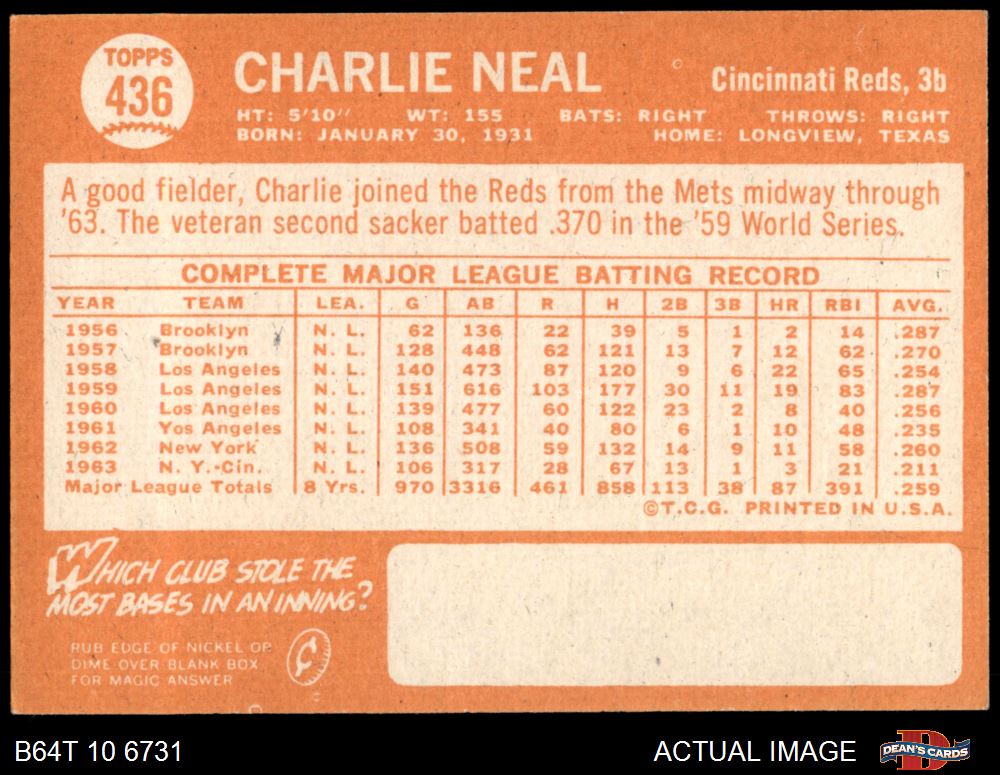 TOPPS
436
CHARLIE NEAL
Cincinnati Reds, 3b
HT: 5'10" WT: 155 BATS: RIGHT THROWS: RIGHT
BORN: JANUARY 30, 1931 HOME: LONGVIEW, TEXAS
A good fielder, Charlie joined the Reds from the Mets midway through
'63. The veteran second sacker batted .370 in the '59 World Series.
COMPLETE MAJOR LEAGUE BATTING RECORD
YEAR TEAM LEA. G AB R H 2B 3B HR RBI AVG.
1956 Brooklyn N. L. 62 136 22 39 5 1 2 14 .287
1957 Brooklyn N. L. 128 448 62 121 13 7 12 62 .270
1958 Los Angeles N. L. 140 473 87 120 9 6 22 65 .254
1959 Los Angeles N. L. 151 616 103 177 30 11 19 83 .287
1960 Los Angeles N. L. 139 477 60 122 23 2 8 40 .256
1961 Yos Angeles N. L. 108 341 40 80 6 1 10 48 .235
1962 New York N. L. 136 508 59 132 14 9 11 58 .260
1963 N. Y.-Cin. N. L. 106 317 28 67 13 1 3 21 .211
Major League Totals 8 Yrs. 970 3316 461 858 113 38 87 391 .259
©T.C.G. PRINTED IN U.S.A.
WHICH CLUB STOLE THE
MOST BASES IN AN INNING?
RUB EDGE OF NICKEL OR
DIME OVER BLANK BOX
FOR MAGIC ANSWER
¢
B64T 10 6731
ACTUAL IMAGE
D
DEAN'S CARDS